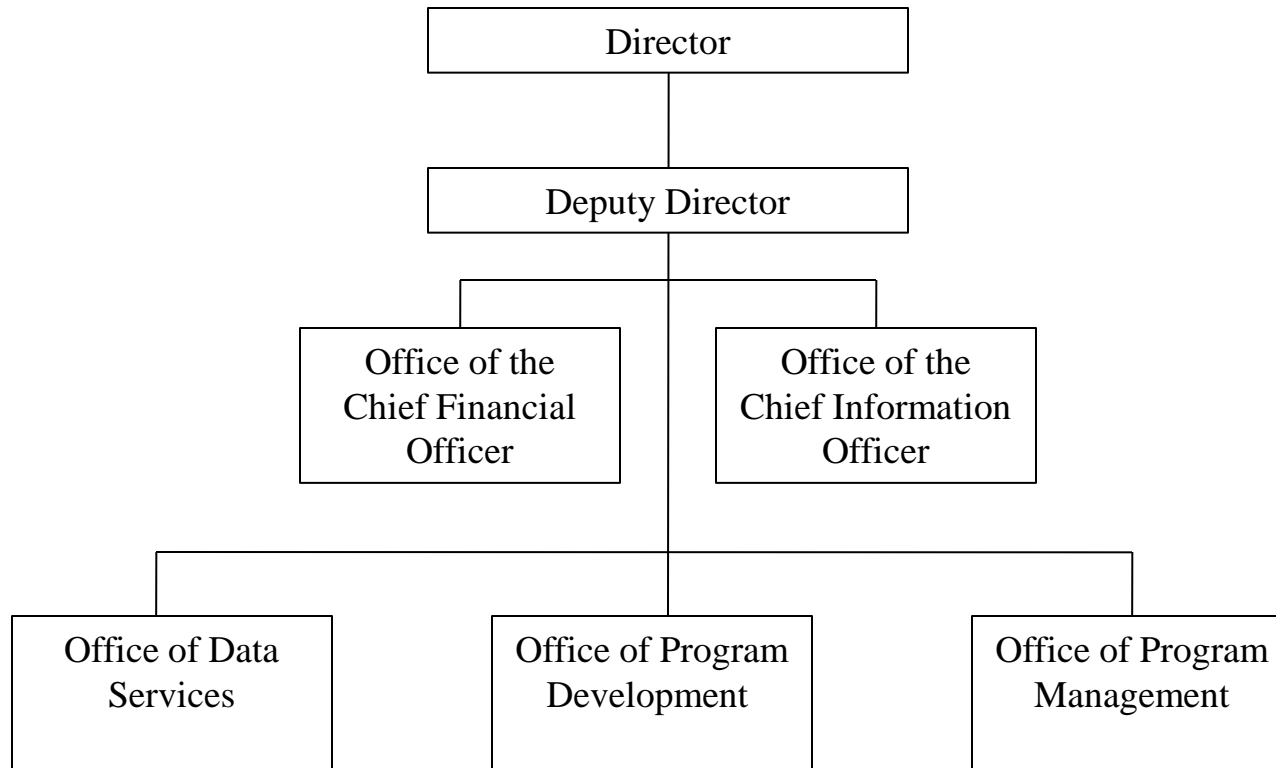 Director
Deputy Director
Office of the
Chief Financial
Officer
Office of the
Chief Information
Officer
Office of Data
Services
Office of Program
Development
Office of Program
Management